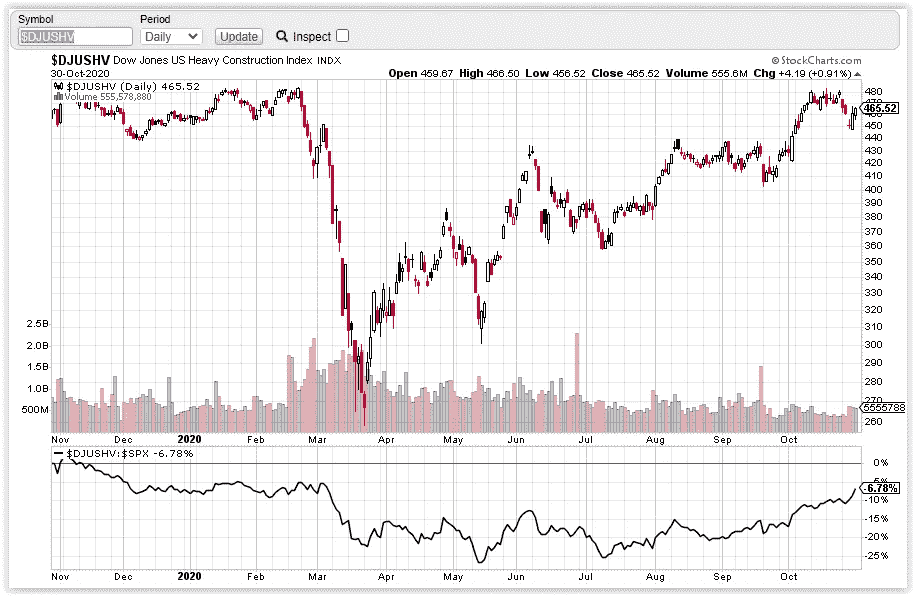 Symbol Period
$DJUSHV Daily Update Inspect
$DJUSHV Dow Jones US Heavy Construction Index INDX © StockCharts.com
30-Oct-2020 Open 459.67 High 466.50 Low 456.52 Close 465.52 Volume 555.6M Chg +4.19 (+0.91%)
$DJUSHV (Daily) 465.52
Volume 555,578,880
480
470
465.52
450
440
430
420
410
400
390
380
370
360
350
340
330
2.5B 320
310
2.0B 300
1.5B 290
1.0B 280
270
500M 5555788
260
Nov Dec 2020 Feb Mar Apr May Jun Jul Aug Sep Oct
$DJUSHV:$SPX -6.78%
0%
-5%
-6.78%
-10%
-15%
-20%
-25%
Nov Dec 2020 Feb Mar Apr May Jun Jul Aug Sep Oct